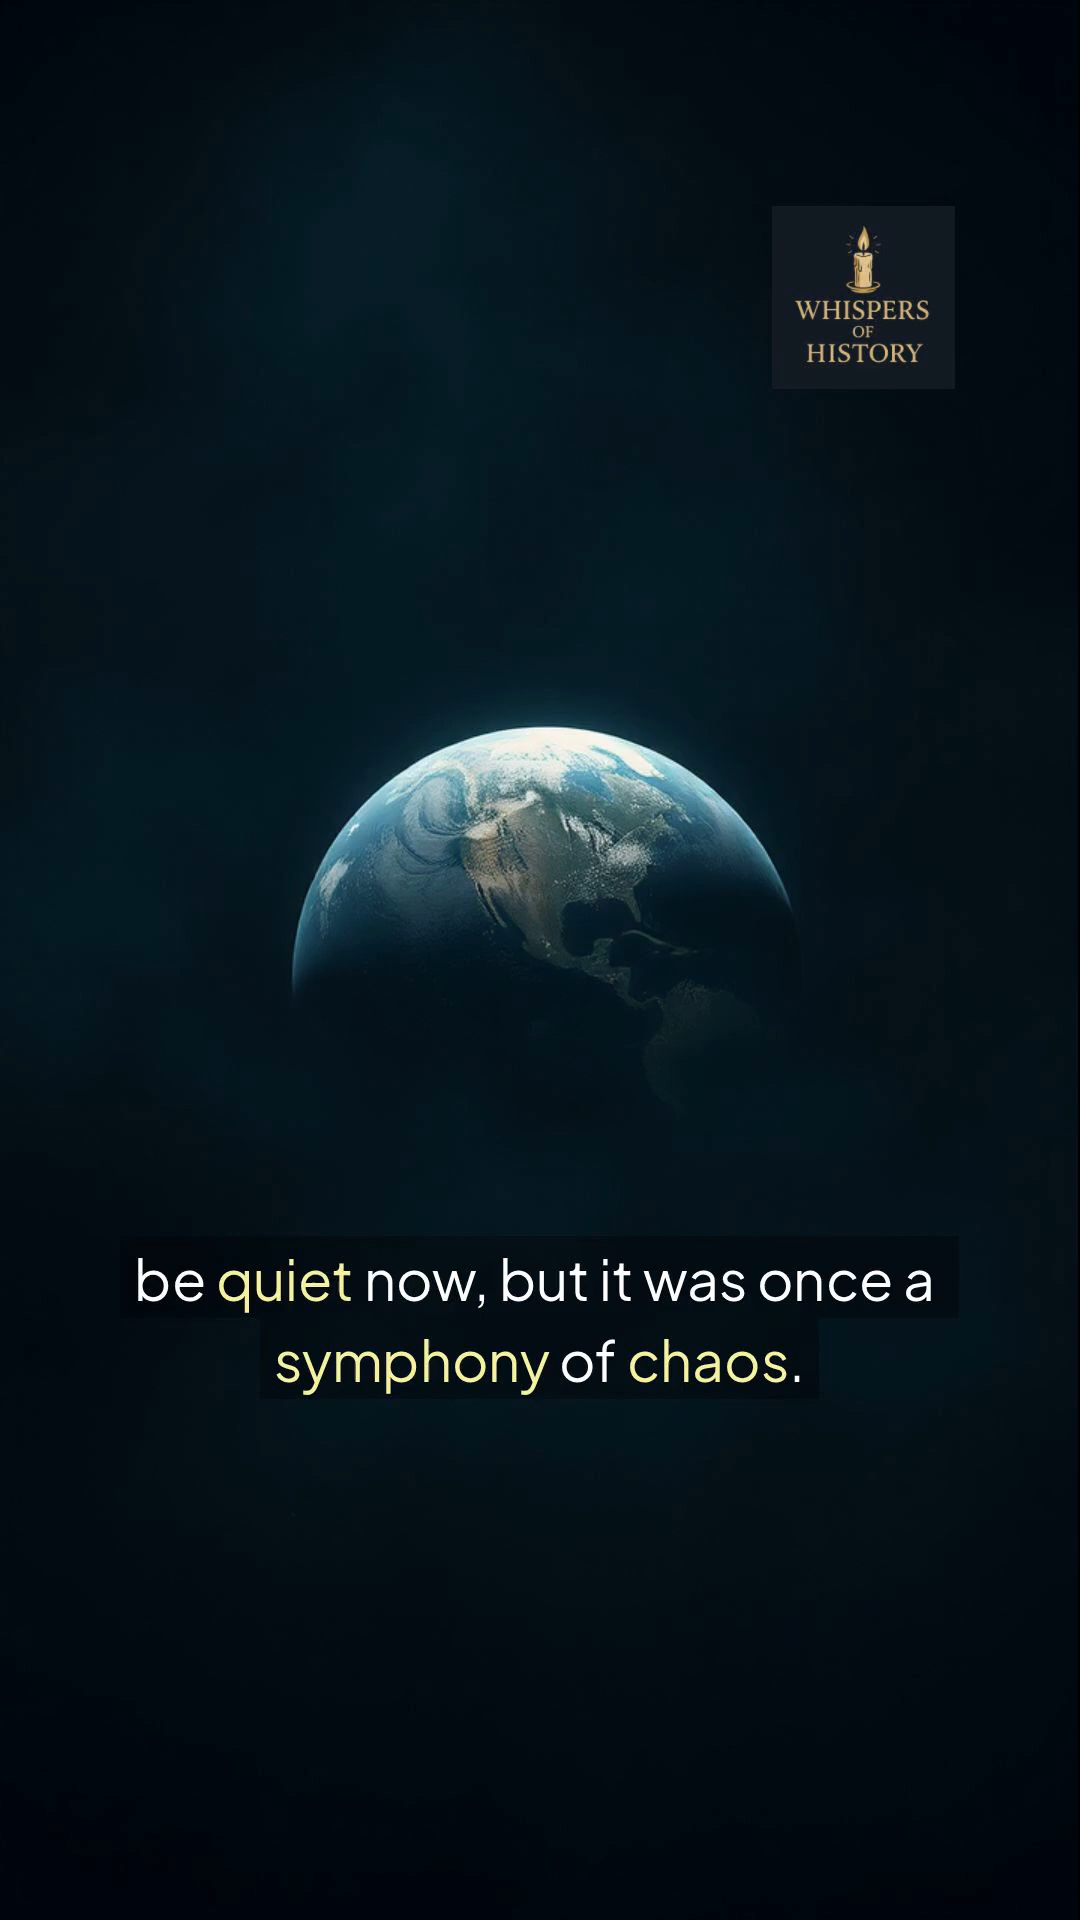 WHISPERS
OF
HISTORY
be quiet now, but it was once a
symphony of chaos.